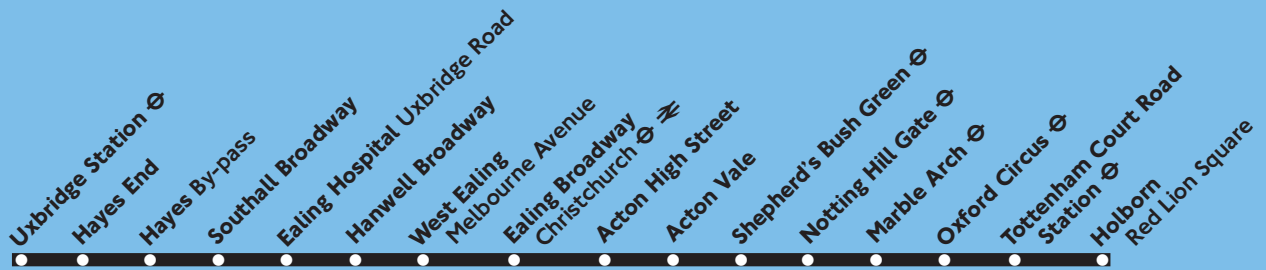 Uxbridge Station
Hayes End
Hayes By-pass
Southall Broadway
Ealing Hospital Uxbridge Road
Hanwell Broadway
West Ealing
Melbourne Avenue
Ealing Broadway
Christchurch
Acton High Street
Acton Vale
Shepherd's Bush Green
Notting Hill Gate
Marble Arch
Oxford Circus
Tottenham Court Road
Station
Holborn
Red Lion Square